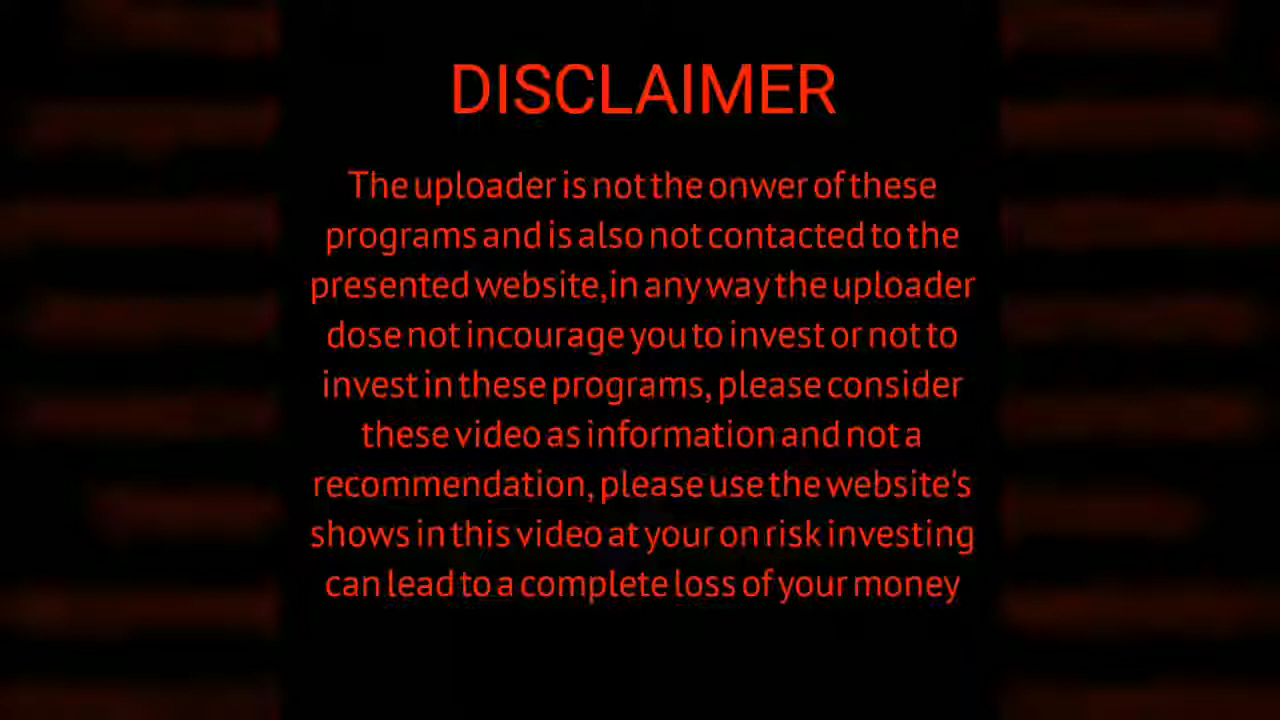 DISCLAIMER
The uploader is not the onwer of these
programs and is also not contacted to the
presented website,in any way the uploader
dose not incourage you to invest or not to
invest in these programs, please consider
these video as information and not a
recommendation, please use the website's
shows in this video at your on risk investing
can lead to a complete loss of your money